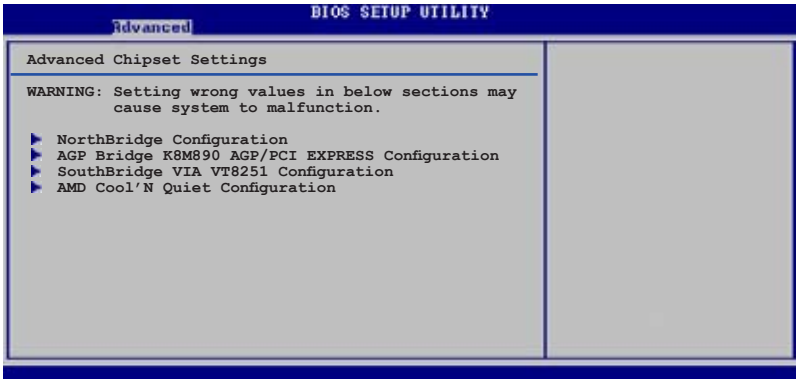 BIOS SETUP UTILITY
Advanced
Advanced Chipset Settings
WARNING: Setting wrong values in below sections may
cause system to malfunction.
NorthBridge Configuration
AGP Bridge K8M890 AGP/PCI EXPRESS Configuration
SouthBridge VIA VT8251 Configuration
AMD Cool'N Quiet Configuration